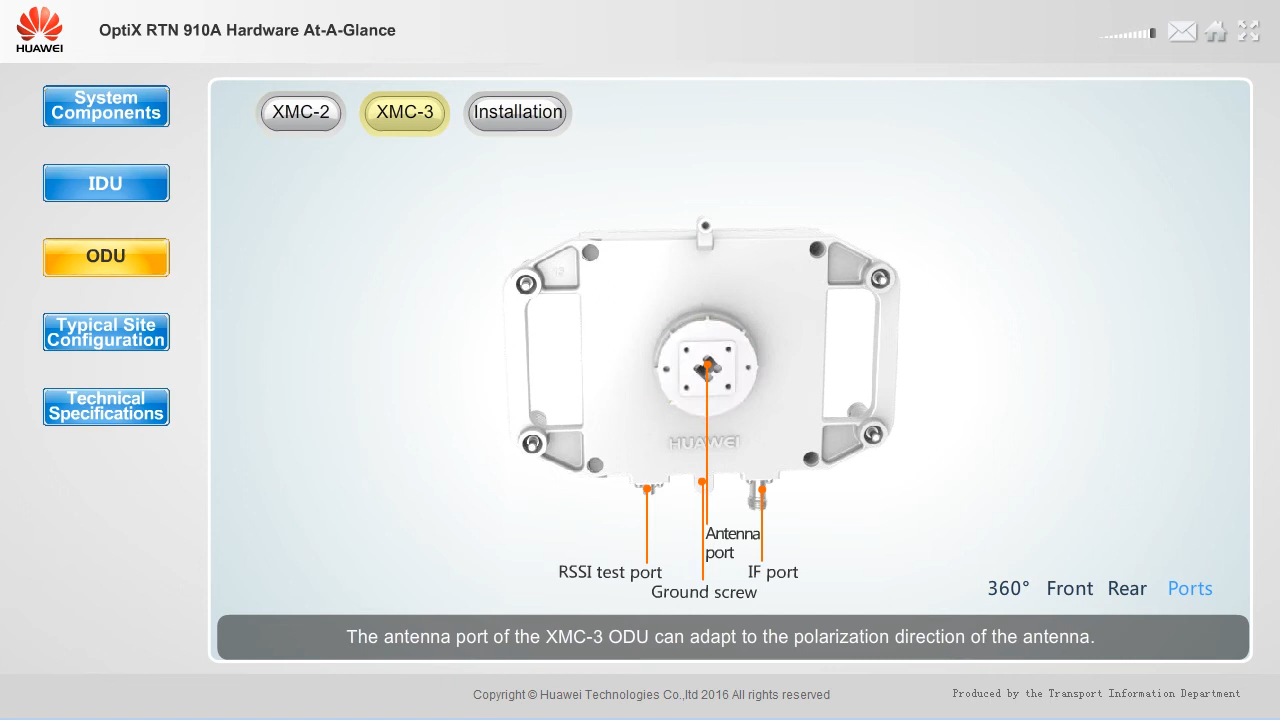 HUAWEI
OptiX RTN 910A Hardware At-A-Glance
System
Components
IDU
ODU
Typical Site
Configuration
Technical
Specifications
XMC-2
XMC-3
Installation
HUAWEI
Antenna
port
RSSI test port
IF port
Ground screw
360°
Front
Rear
Ports
The antenna port of the XMC-3 ODU can adapt to the polarization direction of the antenna.
Copyright © Huawei Technologies Co.,ltd 2016 All rights reserved
Produced by the Transport Information Department